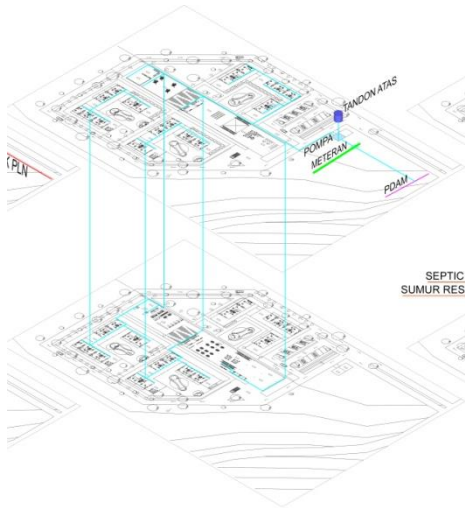 TANDON ATAS
POMPA
METERAN
K PLN
PDAM
SEPTIC
SUMUR RES